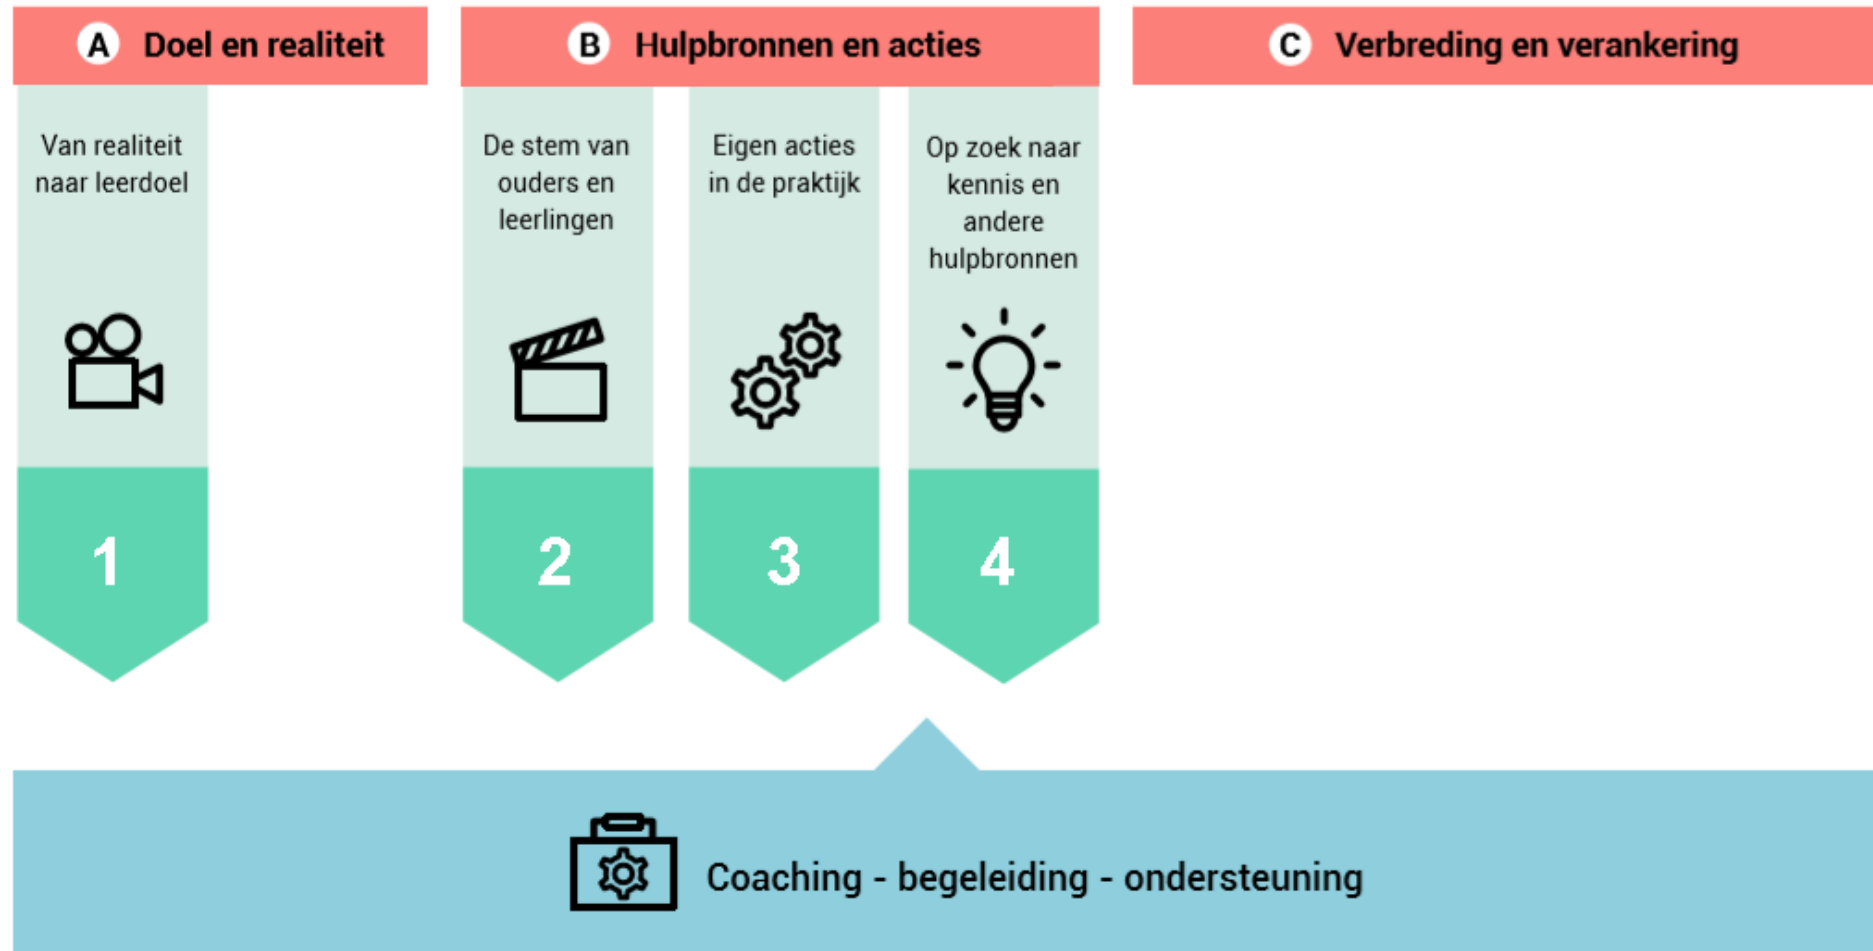 A Doel en realiteit
B Hulpbronnen en acties
C Verbreding en verankering
Van realiteit
naar leerdoel
De stem van
ouders en
leerlingen
Eigen acties
in de praktijk
Op zoek naar
kennis en
andere
hulpbronnen
1
2
3
4
Coaching - begeleiding - ondersteuning